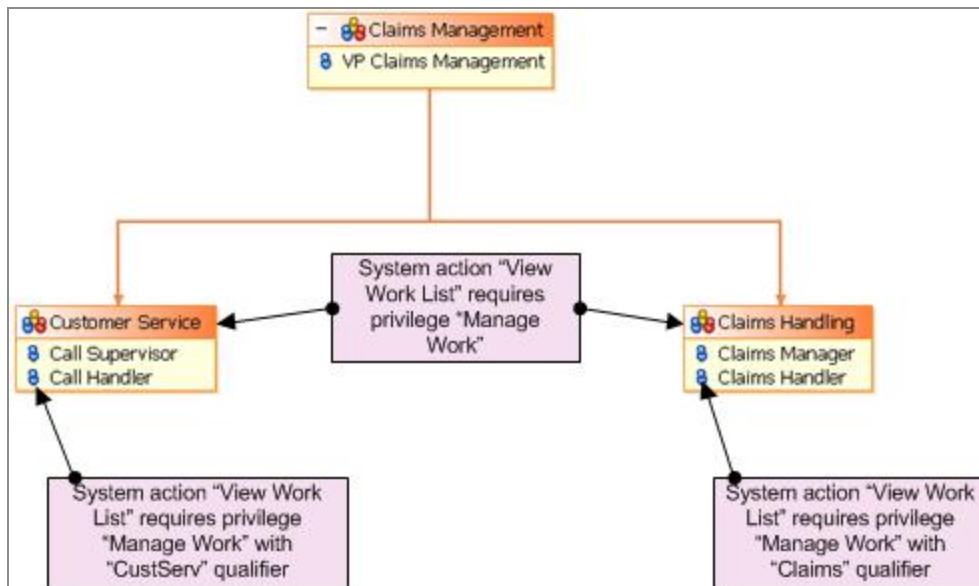 – Claims Management
VP Claims Management
System action “View
Work List” requires
privilege “Manage
Work”
Customer Service
Call Supervisor
Call Handler
Claims Handling
Claims Manager
Claims Handler
System action “View Work
List” requires privilege
“Manage Work” with
“CustServ” qualifier
System action “View Work
List” requires privilege
“Manage Work” with
“Claims” qualifier